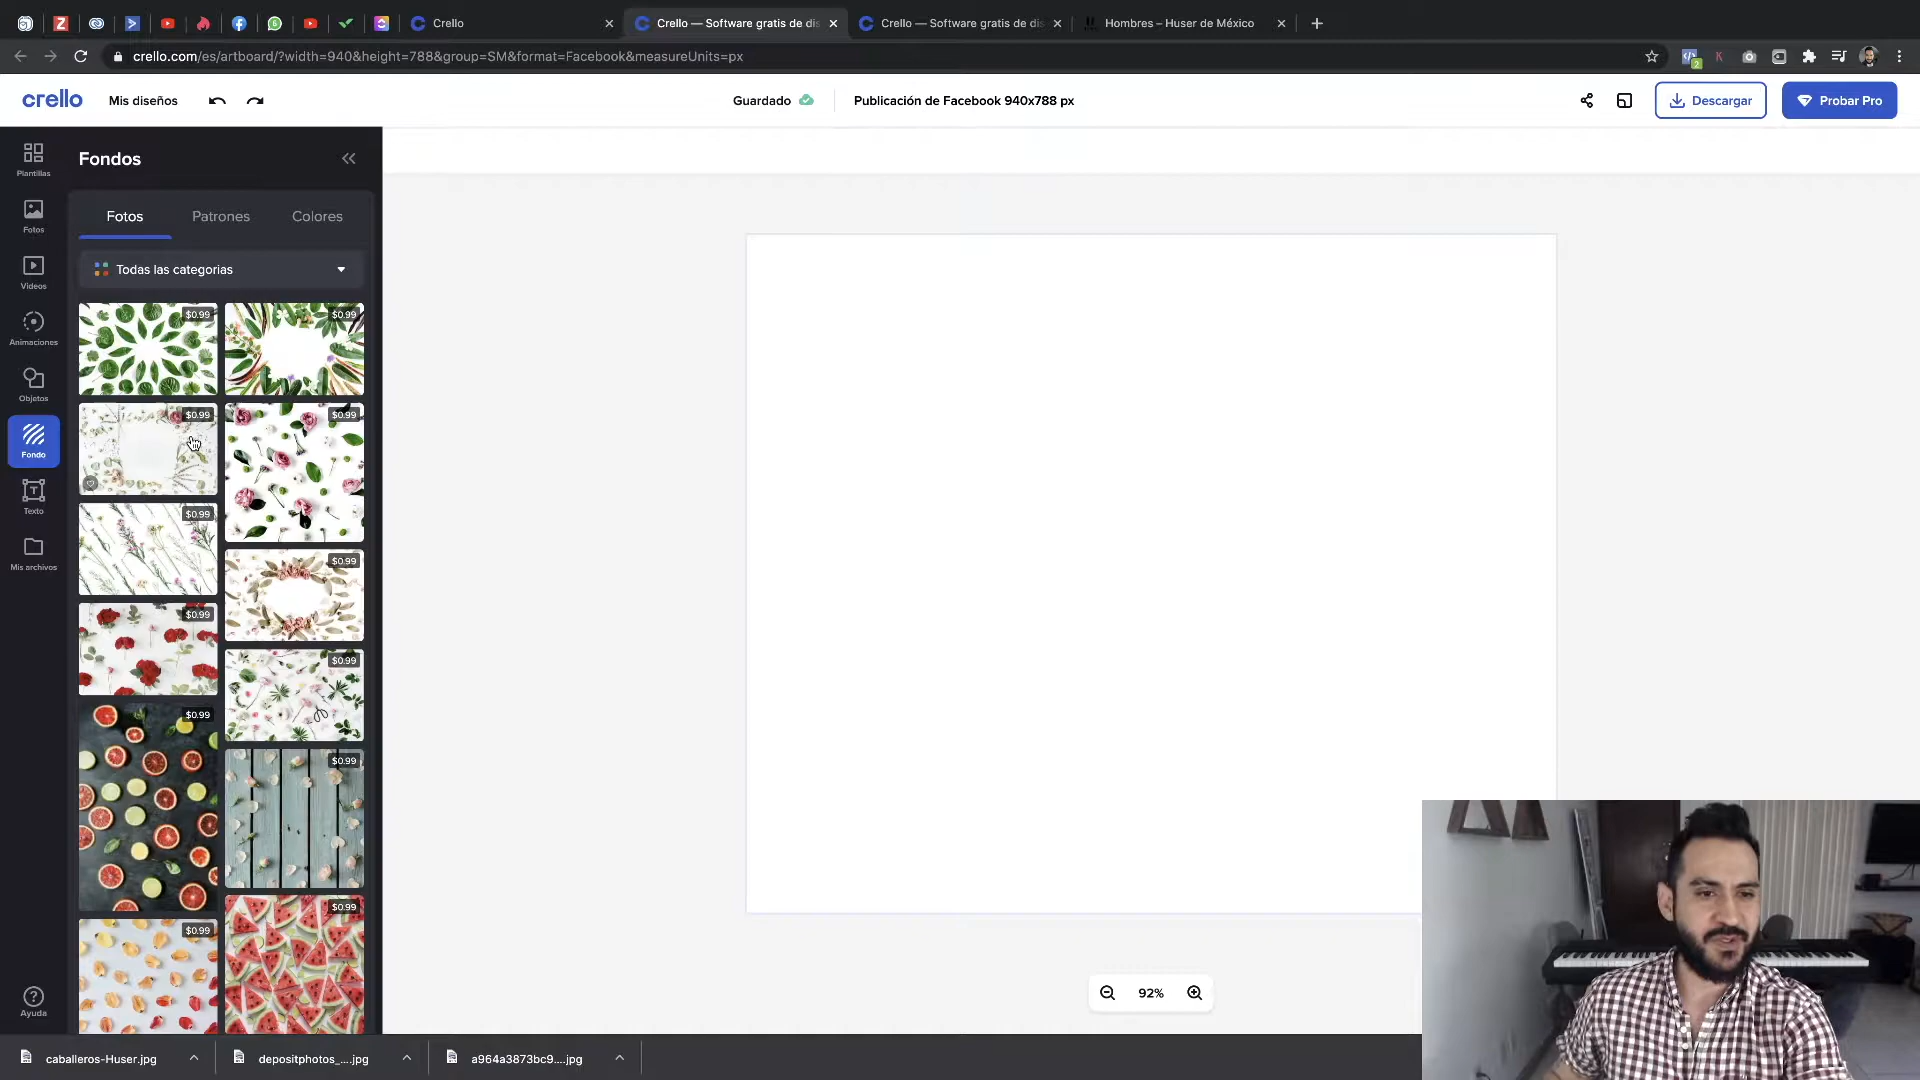 Crello
Crello — Software gratis de dis
Crello — Software gratis de dis
Hombres – Huser de México
crello.com/es/artboard/?width=940&height=788&group=SM&format=Facebook&measureUnits=px
2
crello
Mis diseños
Guardado
Publicación de Facebook 940x788 px
Descargar
Probar Pro
Plantillas
Fotos
Videos
Animaciones
Objetos
Fondo
Texto
Mis archivos
Ayuda
Fondos
Fotos
Patrones
Colores
Todas las categorias
$0.99
$0.99
$0.99
$0.99
$0.99
$0.99
$0.99
$0.99
$0.99
$0.99
$0.99
$0.99
92%
caballeros-Huser.jpg
depositphotos_....jpg
a964a3873bc9....jpg